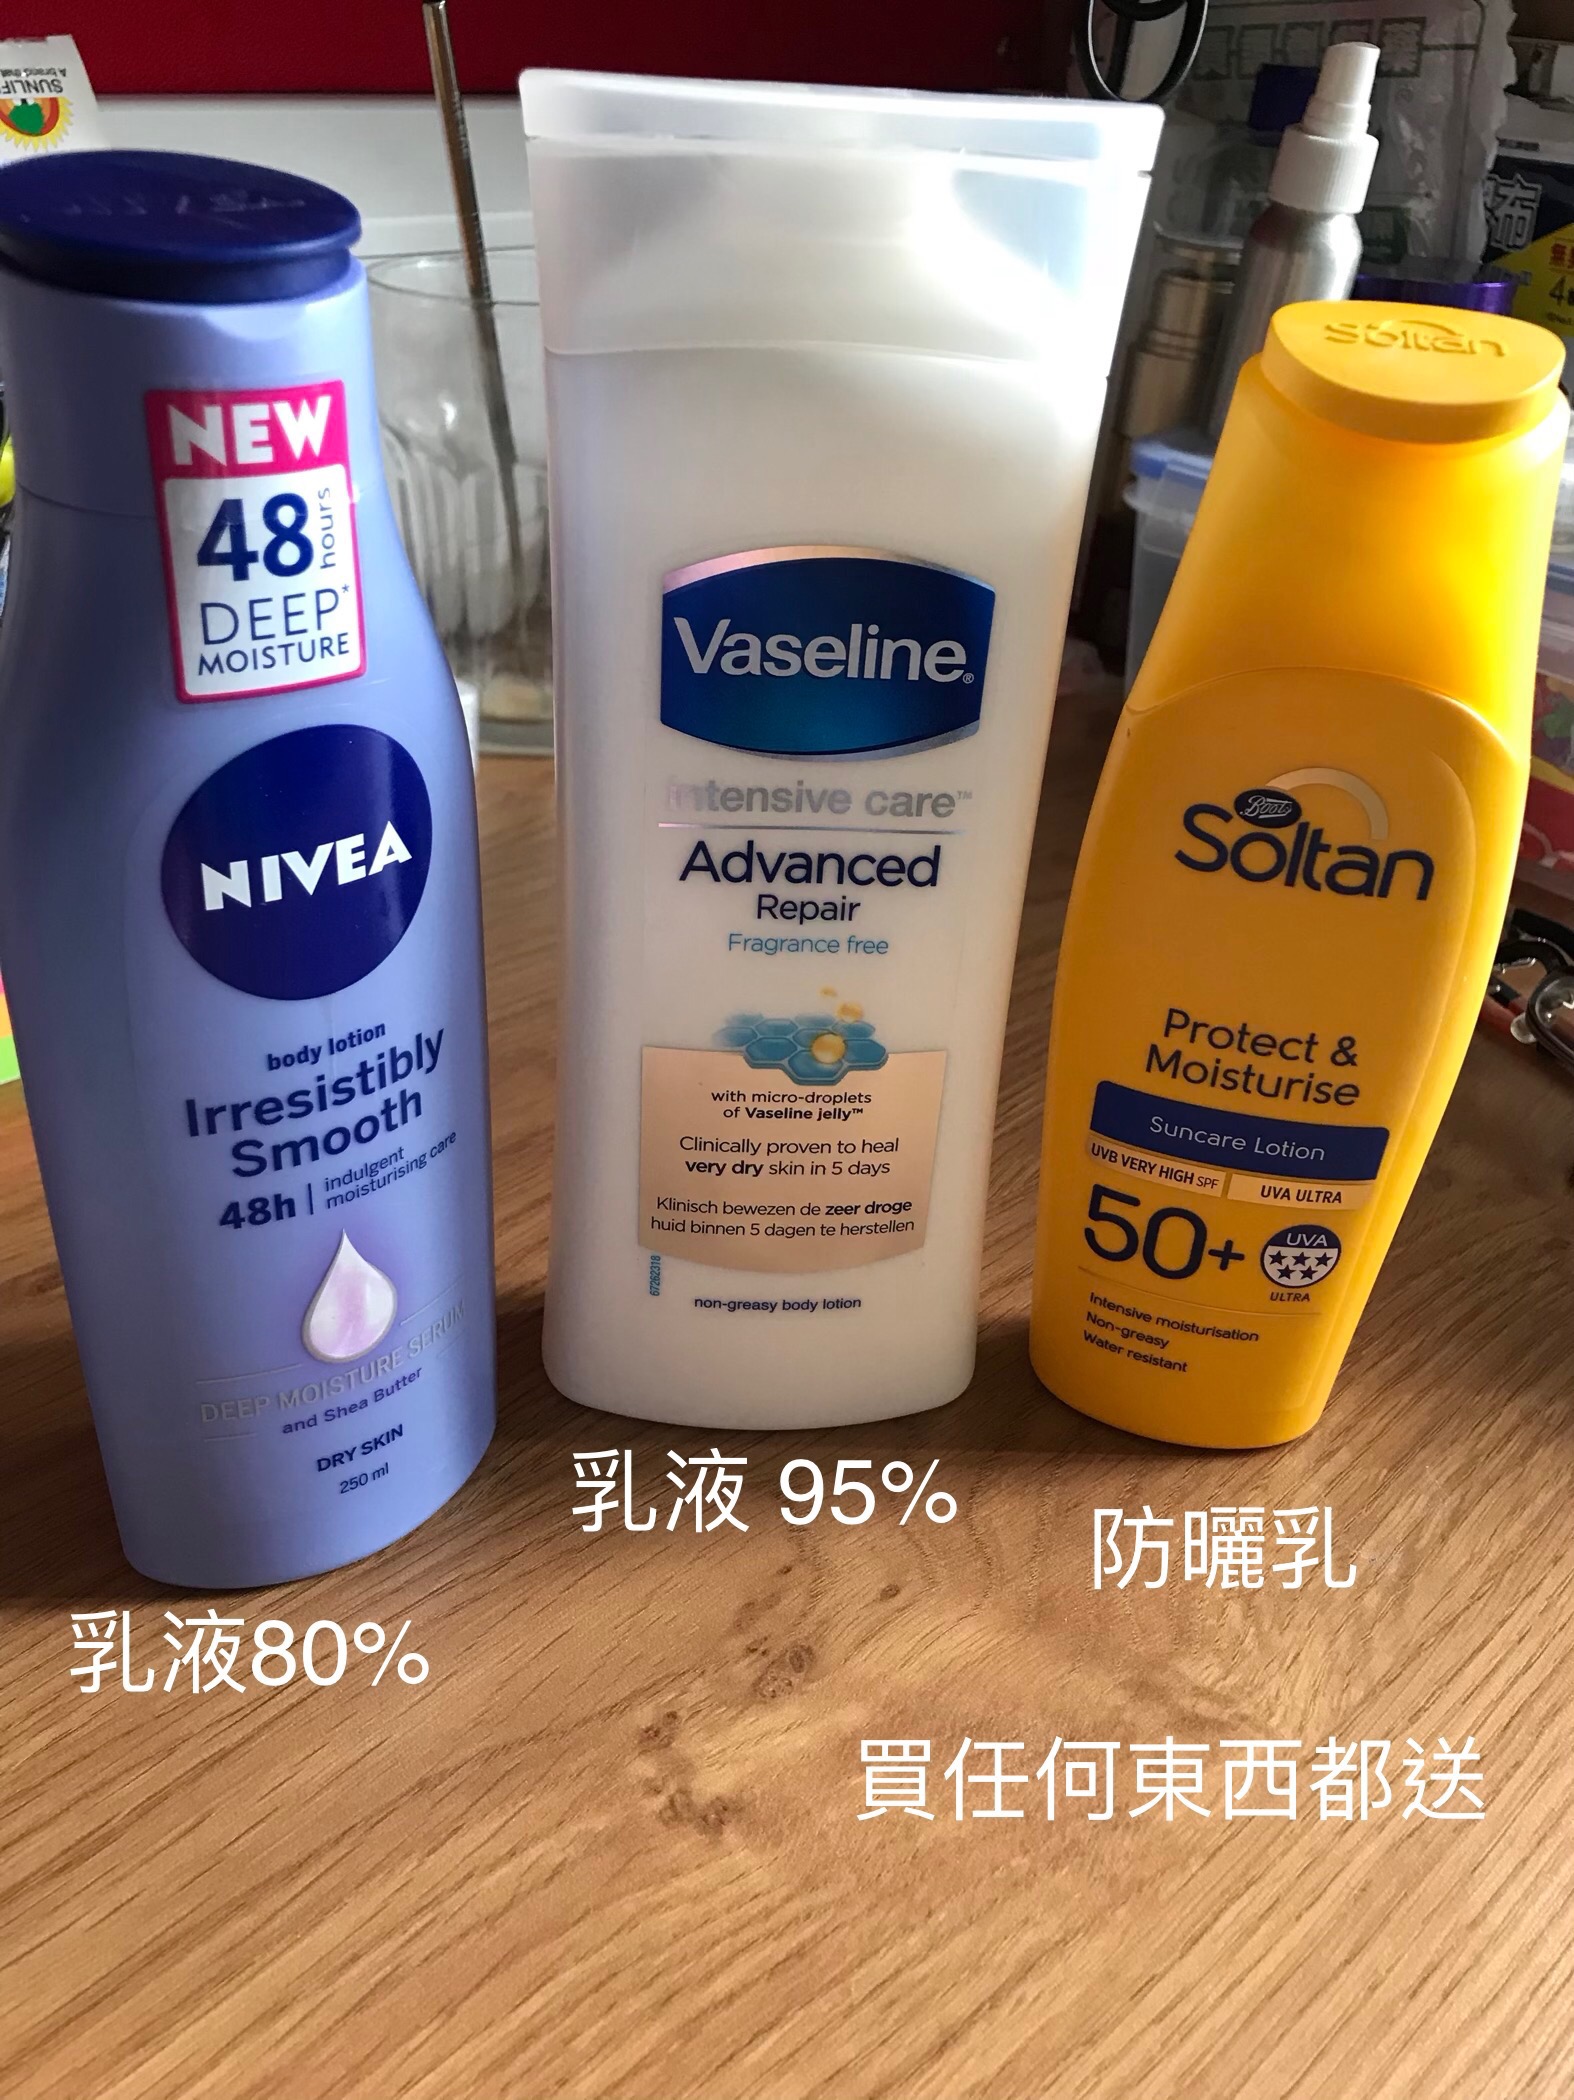 SUNLIFE
NEW
48 hours
DEEP*
MOISTURE
NIVEA
body lotion
Irresistibly
Smooth
48h | indulgent
moisturising care
DEEP MOISTURE SERUM
and Shea Butter
DRY SKIN
250 ml
Vaseline®
intensive care™
Advanced
Repair
Fragrance free
with micro-droplets
of Vaseline jelly™
Clinically proven to heal
very dry skin in 5 days
Klinisch bewezen de zeer droge
huid binnen 5 dagen te herstellen
67262318
non-greasy body lotion
Soltan
Boots
Soltan
Protect &
Moisturise
Suncare Lotion
UVB VERY HIGH SPF
UVA ULTRA
50+
UVA
ULTRA
Intensive moisturisation
Non-greasy
Water resistant
乳液80%
乳液 95%
防曬乳
買任何東西都送